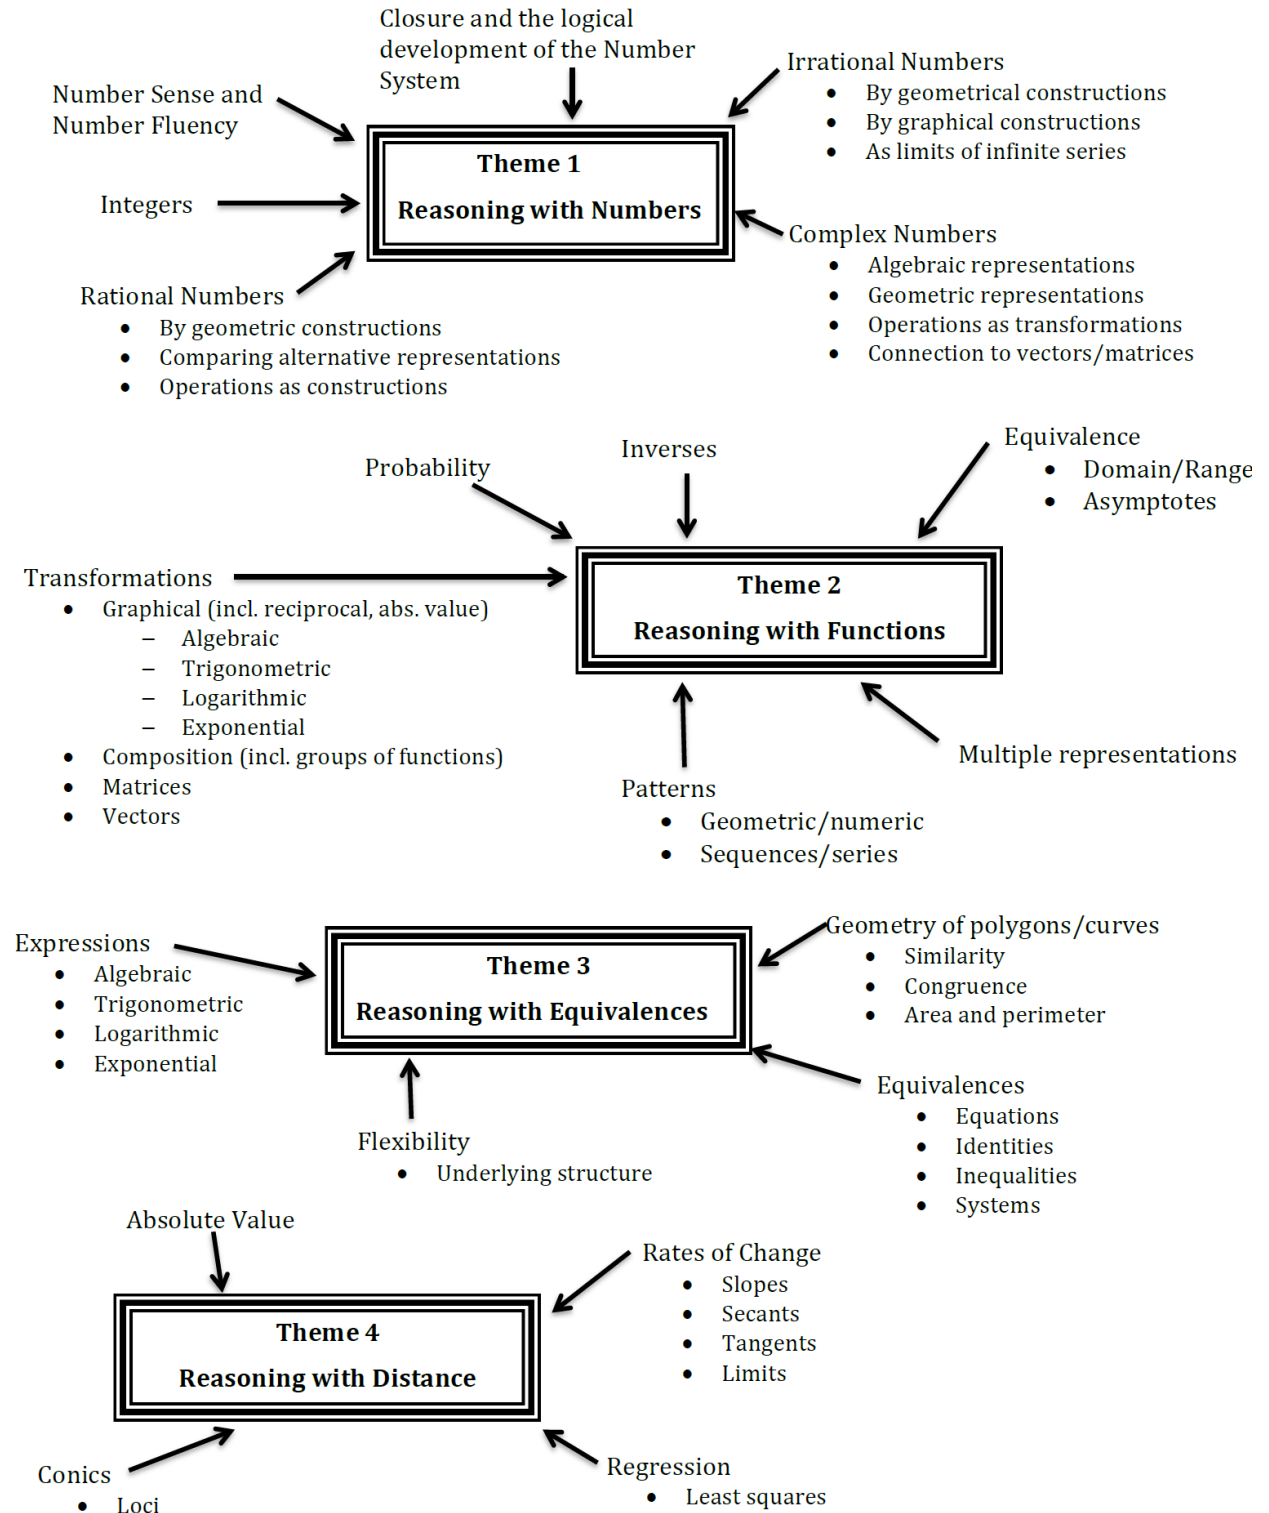 Closure and the logical
development of the Number
System
Number Sense and
Number Fluency
Integers
Rational Numbers
• By geometric constructions
• Comparing alternative representations
• Operations as constructions
Theme 1
Reasoning with Numbers
Irrational Numbers
• By geometrical constructions
• By graphical constructions
• As limits of infinite series
Complex Numbers
• Algebraic representations
• Geometric representations
• Operations as transformations
• Connection to vectors/matrices
Probability
Inverses
Equivalence
• Domain/Range
• Asymptotes
Transformations
• Graphical (incl. reciprocal, abs. value)
– Algebraic
– Trigonometric
– Logarithmic
– Exponential
• Composition (incl. groups of functions)
• Matrices
• Vectors
Theme 2
Reasoning with Functions
Multiple representations
Patterns
• Geometric/numeric
• Sequences/series
Expressions
• Algebraic
• Trigonometric
• Logarithmic
• Exponential
Theme 3
Reasoning with Equivalences
Geometry of polygons/curves
• Similarity
• Congruence
• Area and perimeter
Equivalences
• Equations
• Identities
• Inequalities
• Systems
Flexibility
• Underlying structure
Absolute Value
Rates of Change
• Slopes
• Secants
• Tangents
• Limits
Theme 4
Reasoning with Distance
Conics
• Loci
Regression
• Least squares